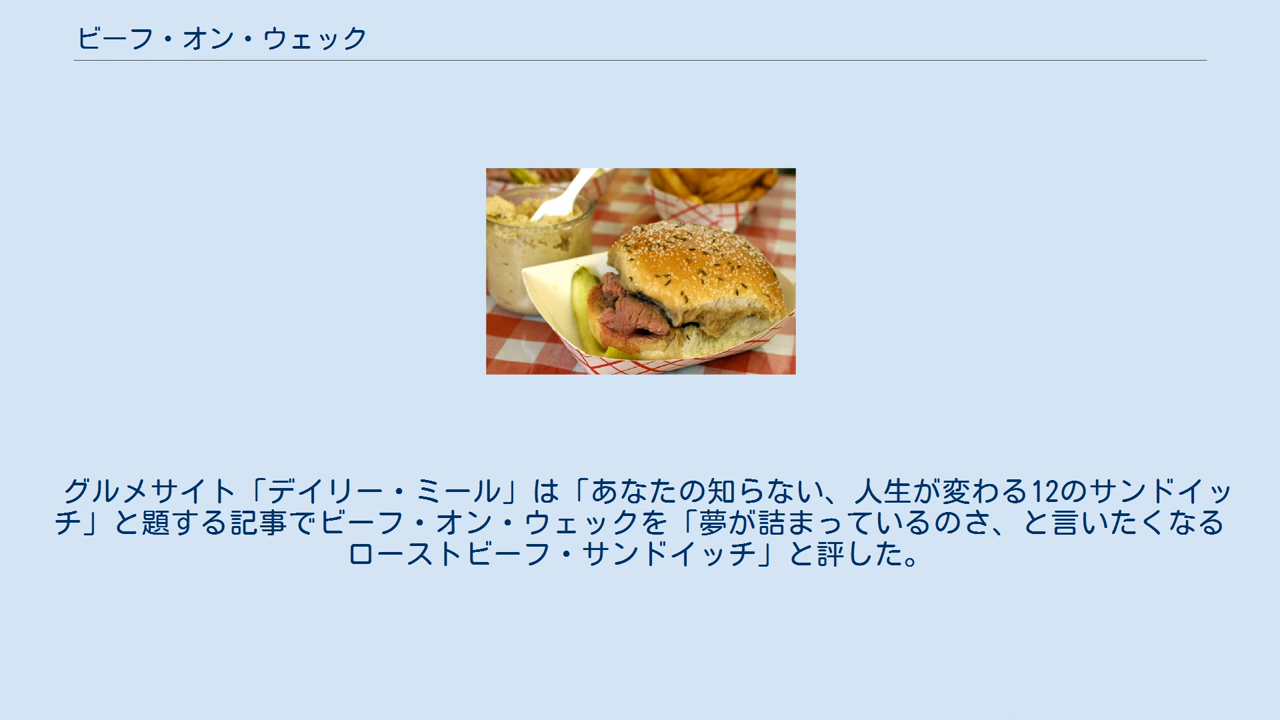 ビーフ・オン・ウェック
グルメサイト「デイリー・ミール」は「あなたの知らない、人生が変わる12のサンドイッ
チ」と題する記事でビーフ・オン・ウェックを「夢が詰まっているのさ、と言いたくなる
ローストビーフ・サンドイッチ」と評した。